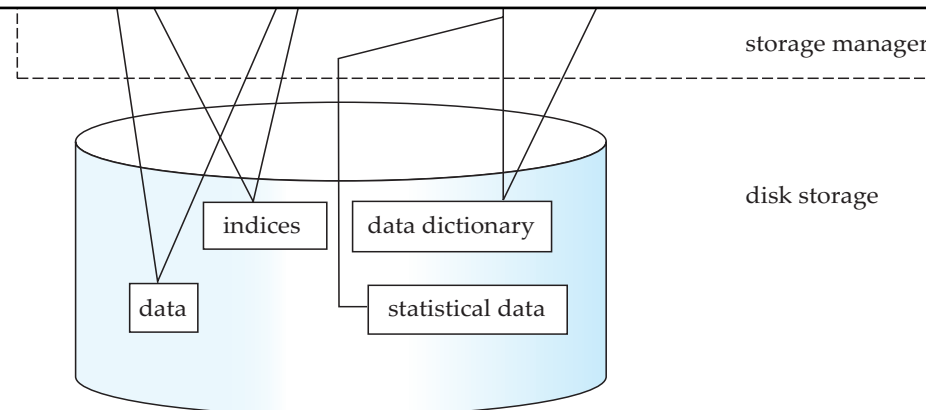 storage manager
disk storage
indices
data dictionary
data
statistical data